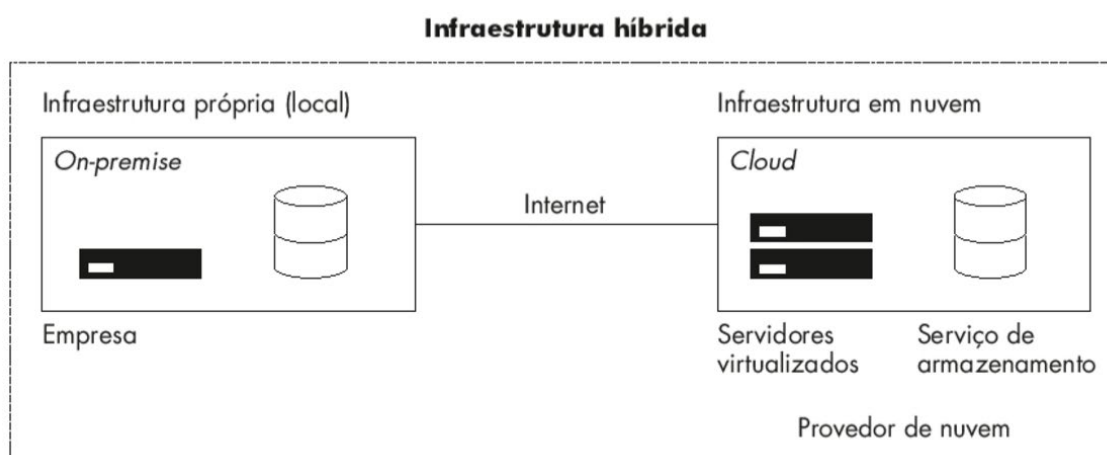 Infraestrutura híbrida
Infraestrutura própria (local)
On-premise
Empresa
Internet
Infraestrutura em nuvem
Cloud
Servidores
virtualizados
Serviço de
armazenamento
Provedor de nuvem